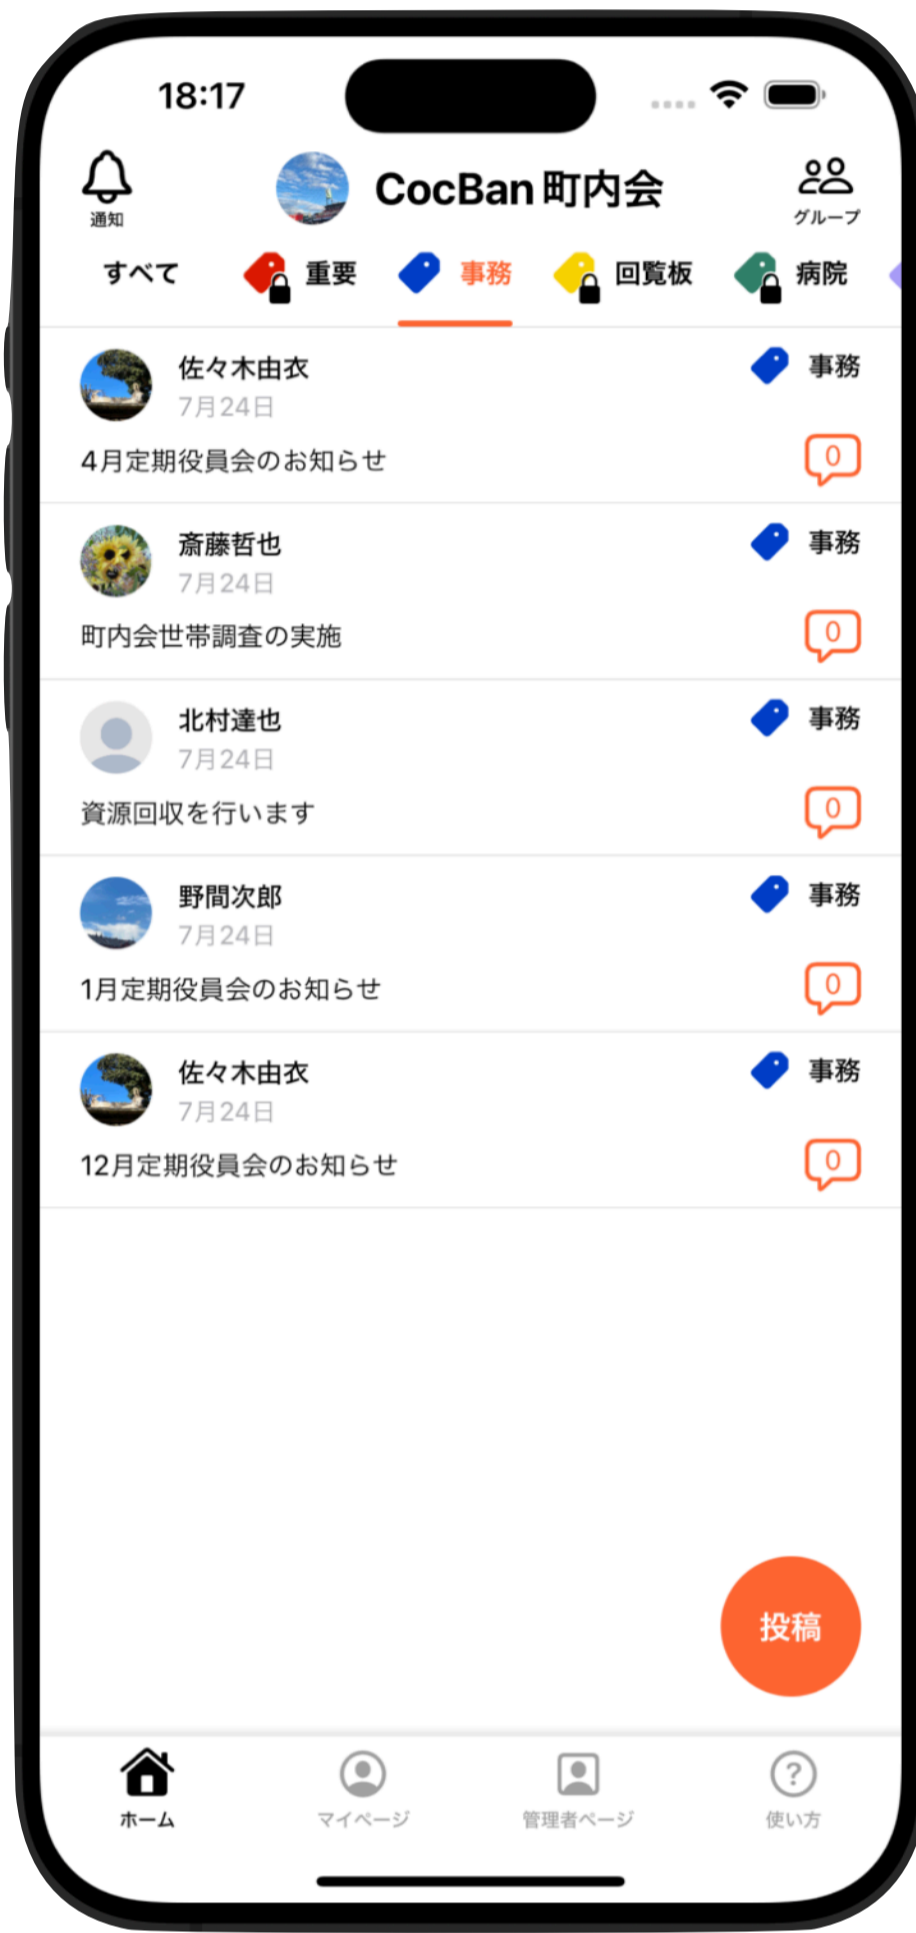 18:17
通知
CocBan 町内会
グループ
すべて 重要 事務 回覧板 病院
佐々木由衣 事務
7月24日
4月定期役員会のお知らせ 0
斎藤哲也 事務
7月24日
町内会世帯調査の実施 0
北村達也 事務
7月24日
資源回収を行います 0
野間次郎 事務
7月24日
1月定期役員会のお知らせ 0
佐々木由衣 事務
7月24日
12月定期役員会のお知らせ 0
投稿
ホーム マイページ 管理者ページ ? 使い方